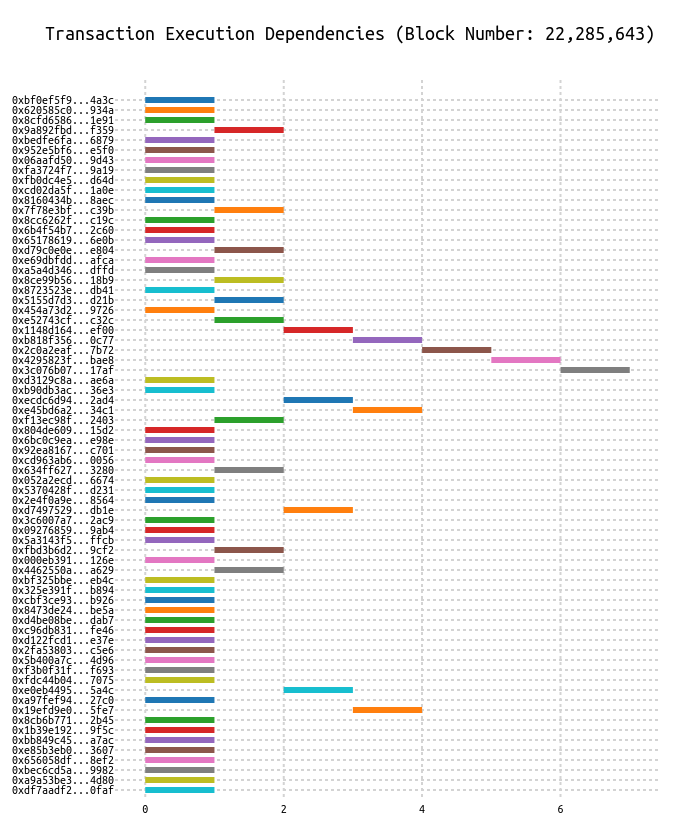 Transaction Execution Dependencies (Block Number: 22,285,643)
0xbf0ef5f9...4a3c
0x620585c0...934a
0x8cfd6586...1e91
0x9a892fbd...f359
0xbedfe6fa...6879
0x952e5bf6...e5f0
0x06aafd50...9d43
0xfa3724f7...9a19
0xfb0dc4e5...d64d
0xcd02da5f...1a0e
0x8160434b...8aec
0x7f78e3bf...c39b
0x8cc6262f...c19c
0x6b4f54b7...2c60
0x65178619...6e0b
0xd79c0e0e...e804
0xe69dbfdd...afca
0xa5a4d346...dffd
0x8ce99b56...18b9
0x8723523e...db41
0x5155d7d3...d21b
0x454a73d2...9726
0xe52743cf...c32c
0x1148d164...ef00
0xb818f356...0c77
0x2c0a2eaf...7b72
0x4295823f...bae8
0x3c076b07...17af
0xd3129c8a...ae6a
0xb90db3ac...36e3
0xecdc6d94...2ad4
0xe45bd6a2...34c1
0xf13ec98f...2403
0x804de609...15d2
0x6bc0c9ea...e98e
0x92ea8167...c701
0xcd963ab6...0056
0x634ff627...3280
0x052a2ecd...6674
0x5370428f...d231
0x2e4f0a9e...8564
0xd7497529...db1e
0x3c6007a7...2ac9
0x09276859...9ab4
0x5a3143f5...ffcb
0xfbd3b6d2...9cf2
0x000eb391...126e
0x4462550a...a629
0xbf325bbe...eb4c
0x325e391f...b894
0xcbf3ce93...b926
0x8473de24...be5a
0xd4be08be...dab7
0xc96db831...fe46
0xd122fcd1...e37e
0x2fa53803...c5e6
0x5b400a7c...4d96
0xf3b0f31f...f693
0xfdc44b04...7075
0xe0eb4495...5a4c
0xa97fef94...27c0
0x19efd9e0...5fe7
0x8cb6b771...2b45
0x1b39e192...9f5c
0xbb849c45...a7ac
0xe85b3eb0...3607
0x656058df...8ef2
0xbec6cd5a...9982
0xa9a53be3...4d80
0xdf7aadf2...0faf
0 2 4 6